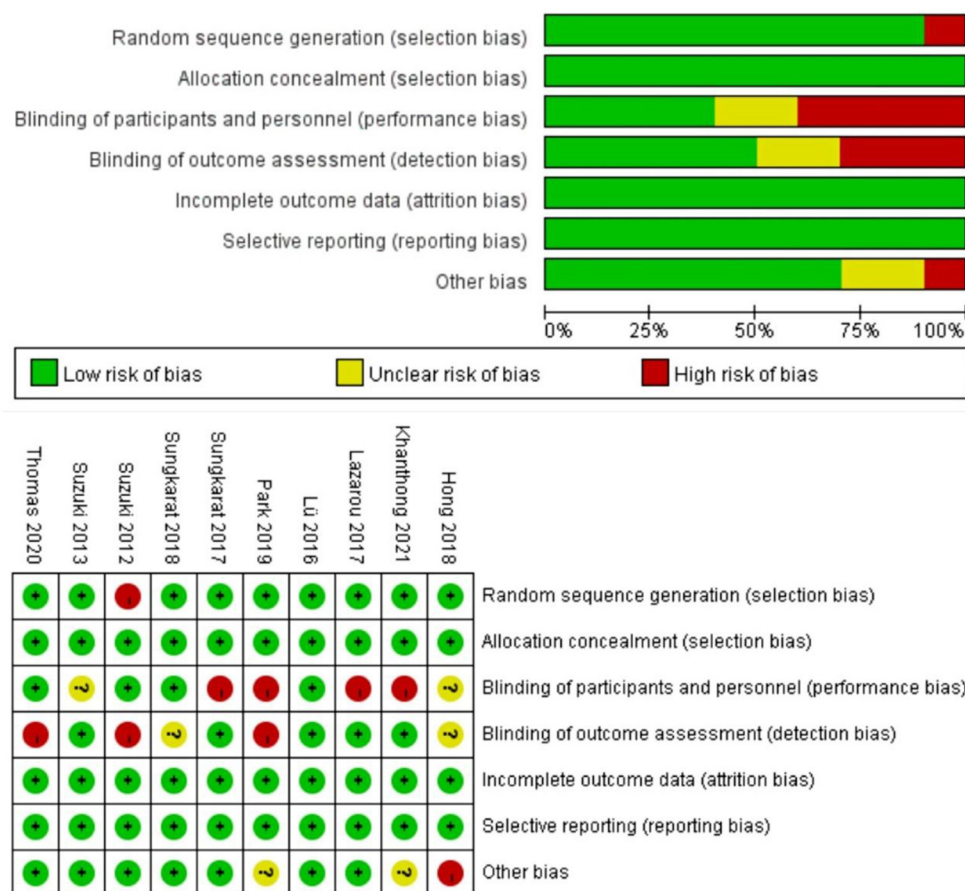 Random sequence generation (selection bias)
Allocation concealment (selection bias)
Blinding of participants and personnel (performance bias)
Blinding of outcome assessment (detection bias)
Incomplete outcome data (attrition bias)
Selective reporting (reporting bias)
Other bias
0% 25% 50% 75% 100%
Low risk of bias Unclear risk of bias High risk of bias
Thomas 2020
Suzuki 2013
Suzuki 2012
Sungkarat 2018
Sungkarat 2017
Park 2019
Lü 2016
Lazarou 2017
Khanthong 2021
Hong 2018
+ + - + + + + + + + Random sequence generation (selection bias)
+ + + + + + + + + + Allocation concealment (selection bias)
+ ? + + - - + - - ? Blinding of participants and personnel (performance bias)
- + - ? + - + + + ? Blinding of outcome assessment (detection bias)
+ + + + + + + + + + Incomplete outcome data (attrition bias)
+ + + + + + + + + + Selective reporting (reporting bias)
+ + + + + ? + + ? - Other bias